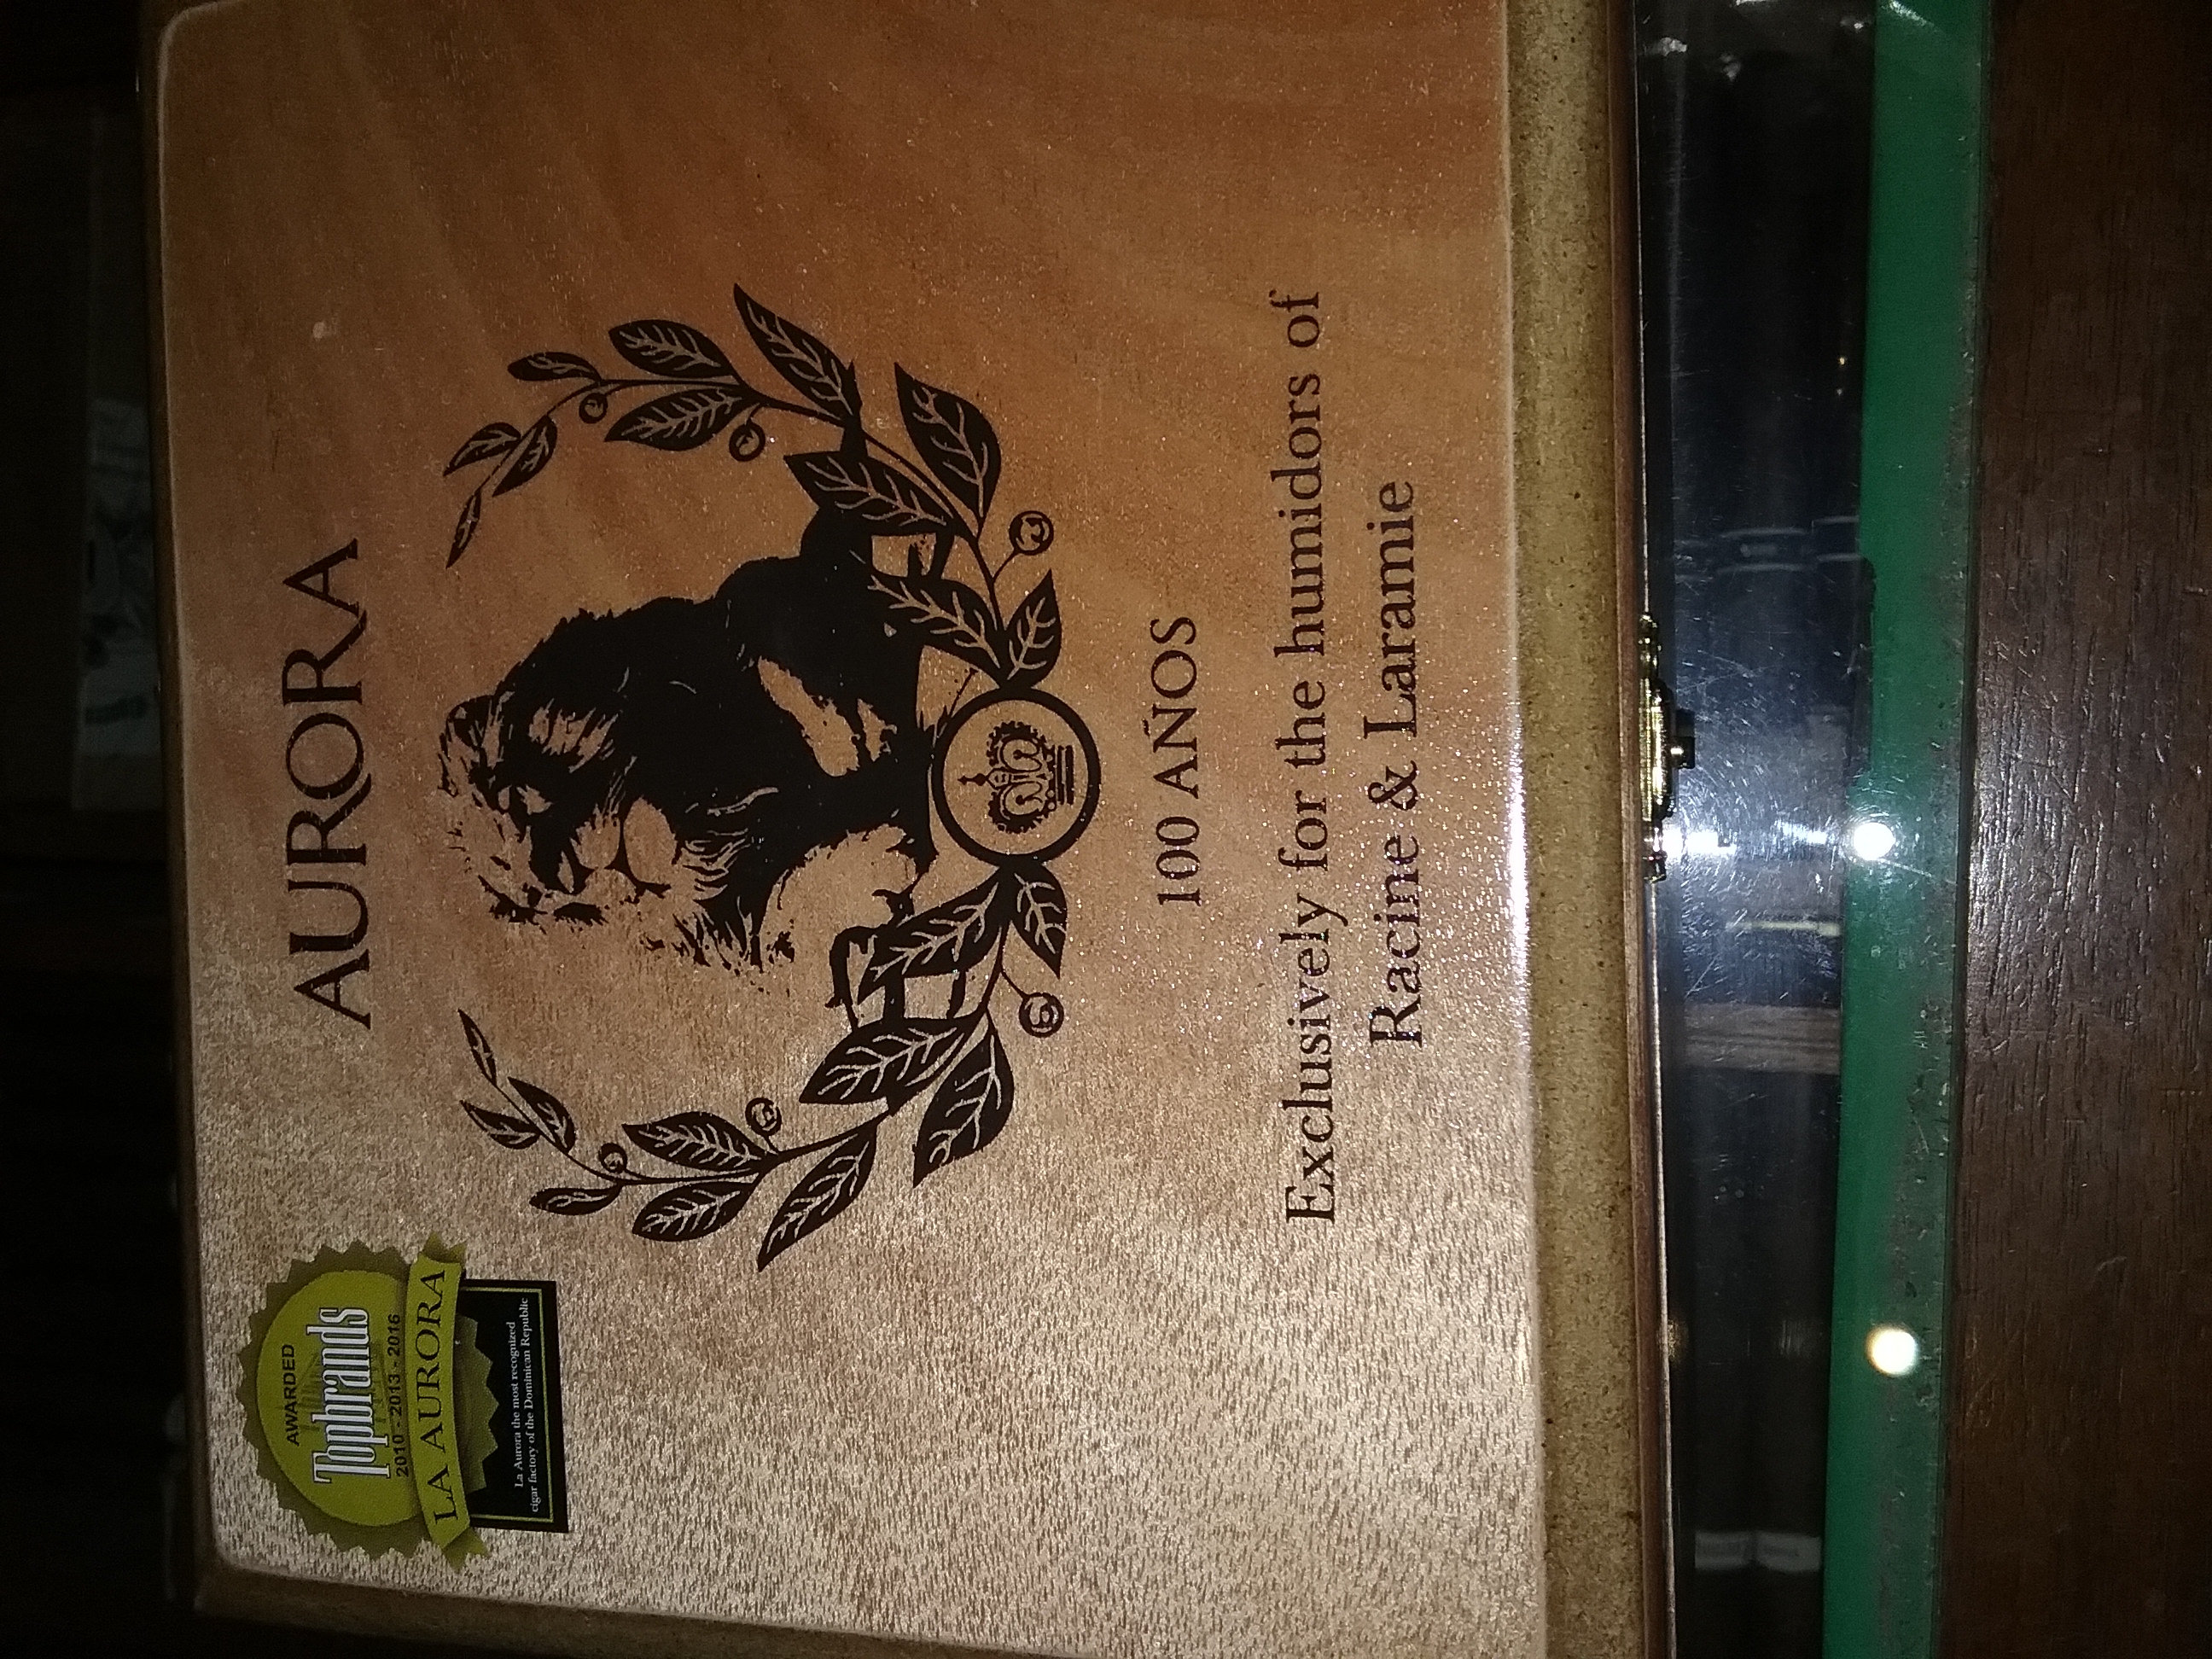 AWARDED
Topbrands
2010 - 2013 - 2016
LA AURORA
La Aurora the most recognized
cigar factory of the Dominican Republic
AURORA
100 AÑOS
Exclusively for the humidors of
Racine & Laramie